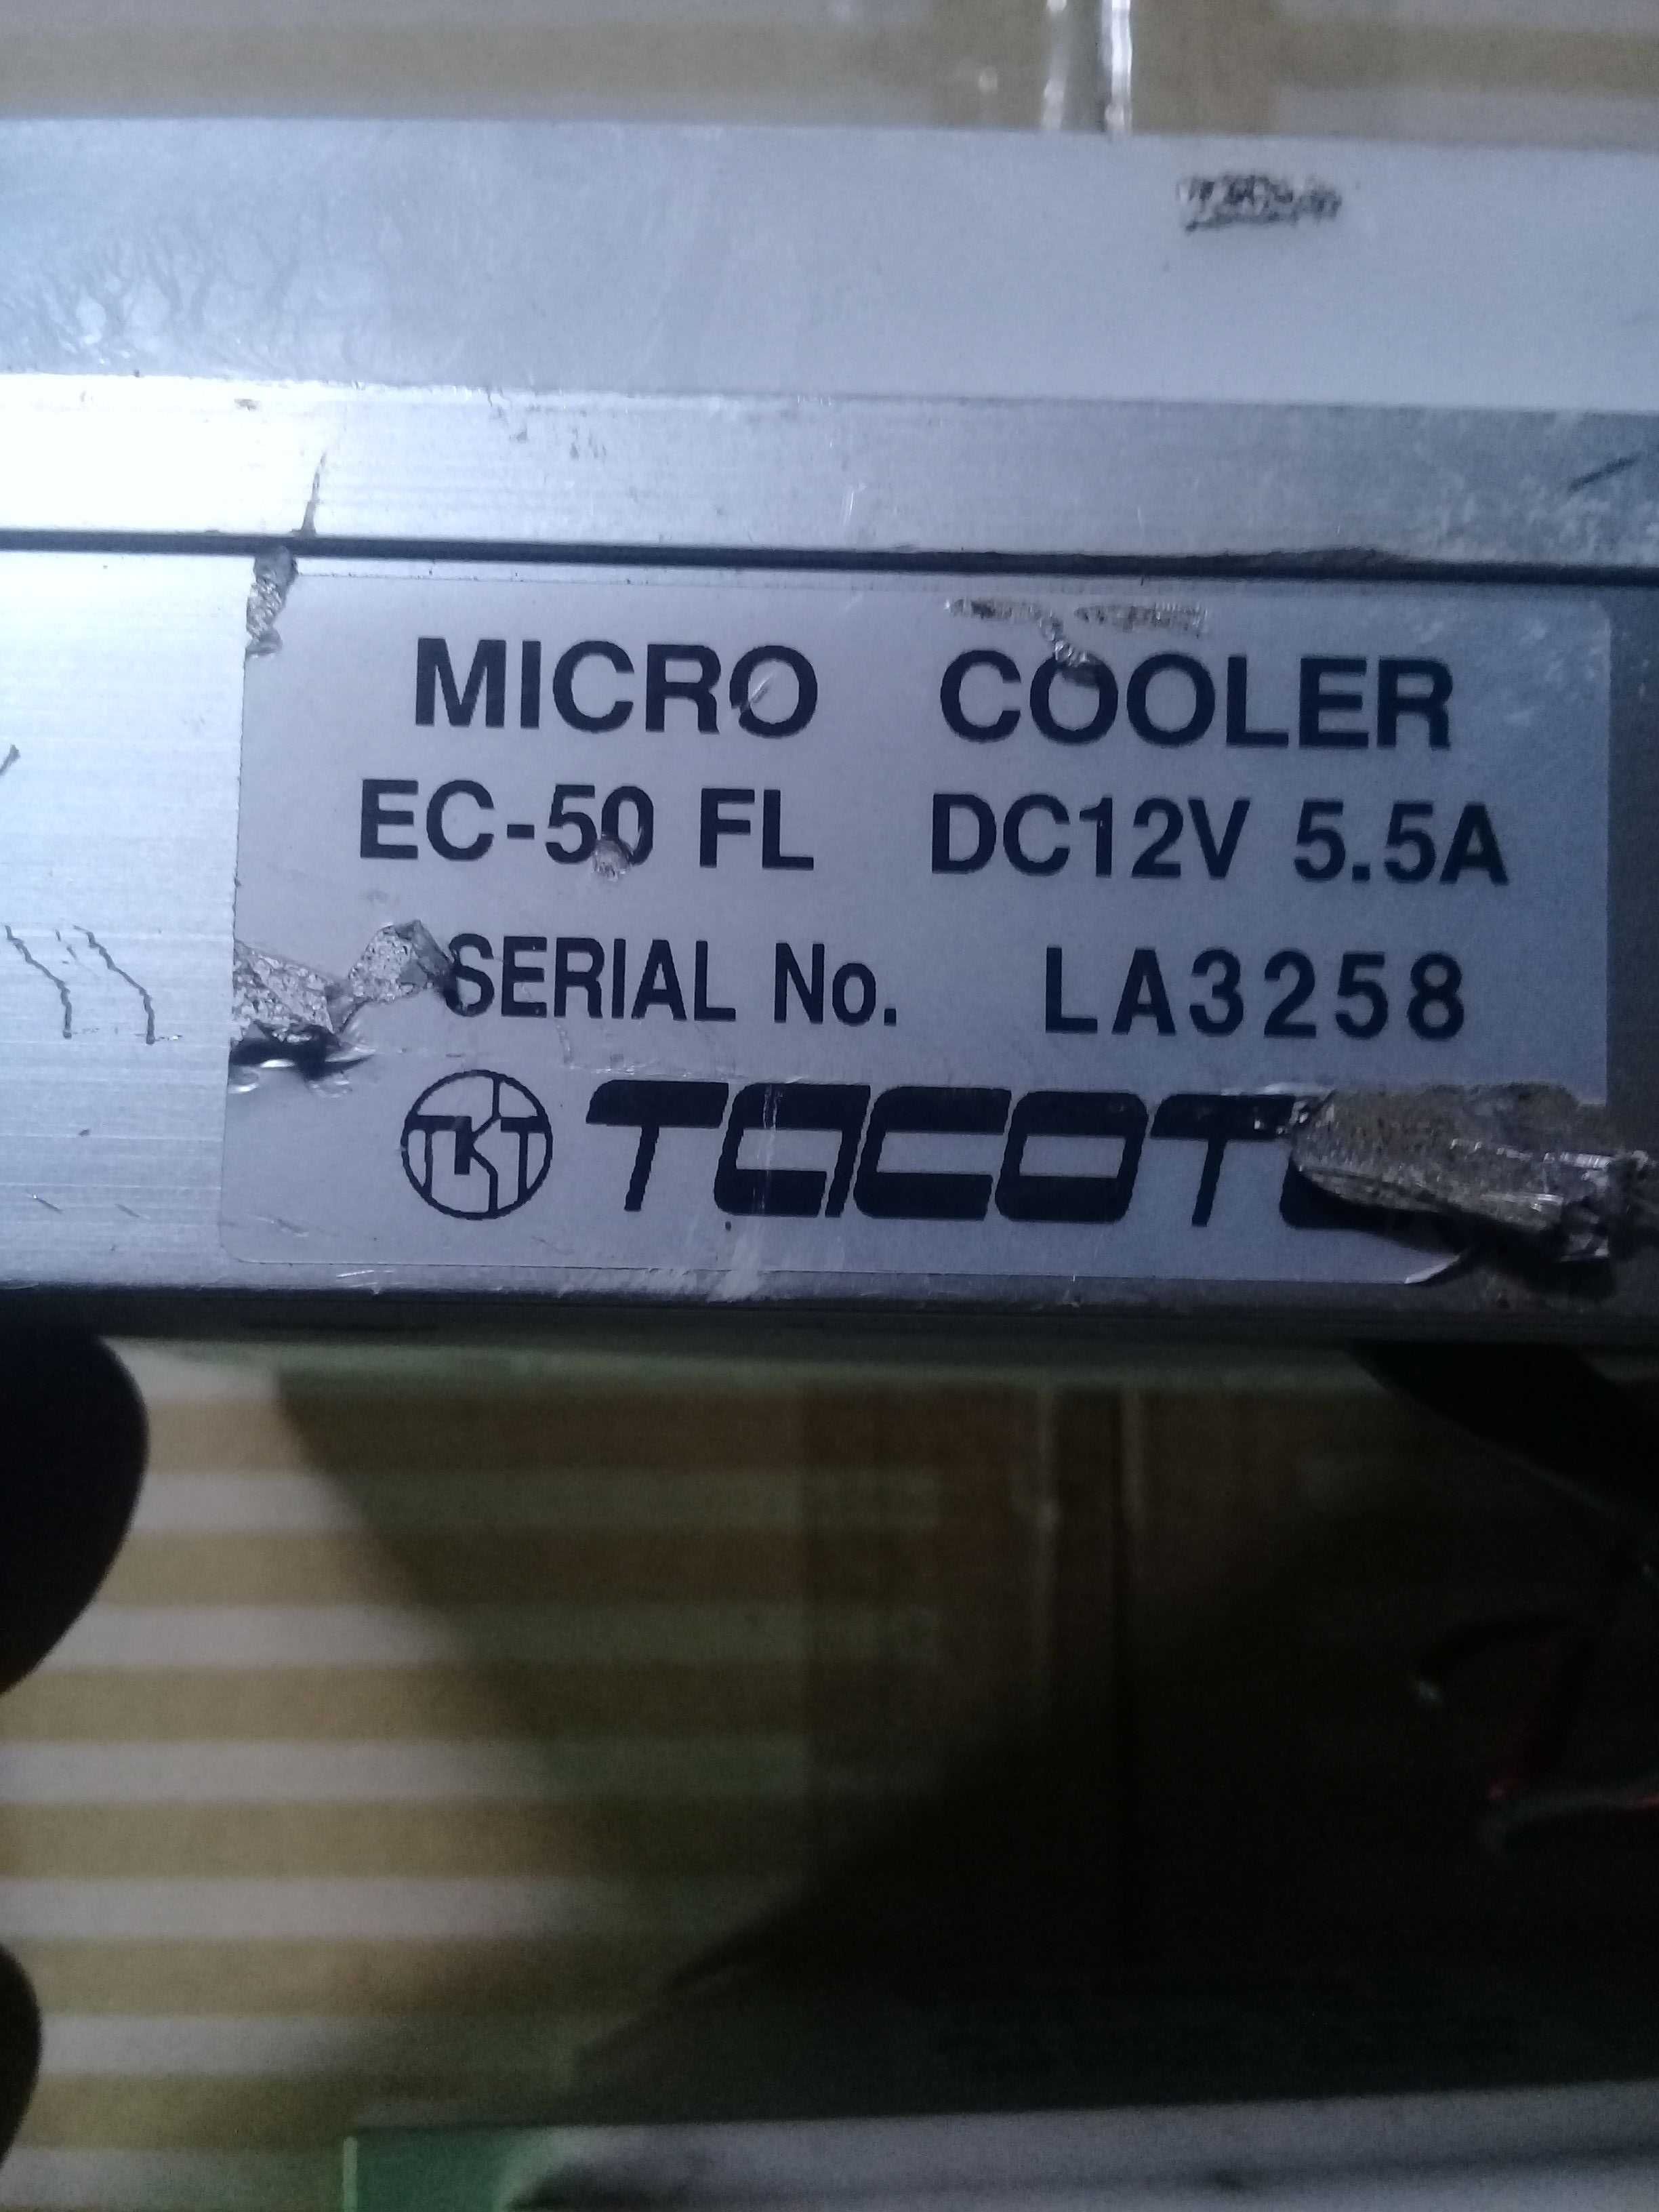 MICRO COOLER
EC-50 FL DC12V 5.5A
SERIAL No. LA3258
TKT